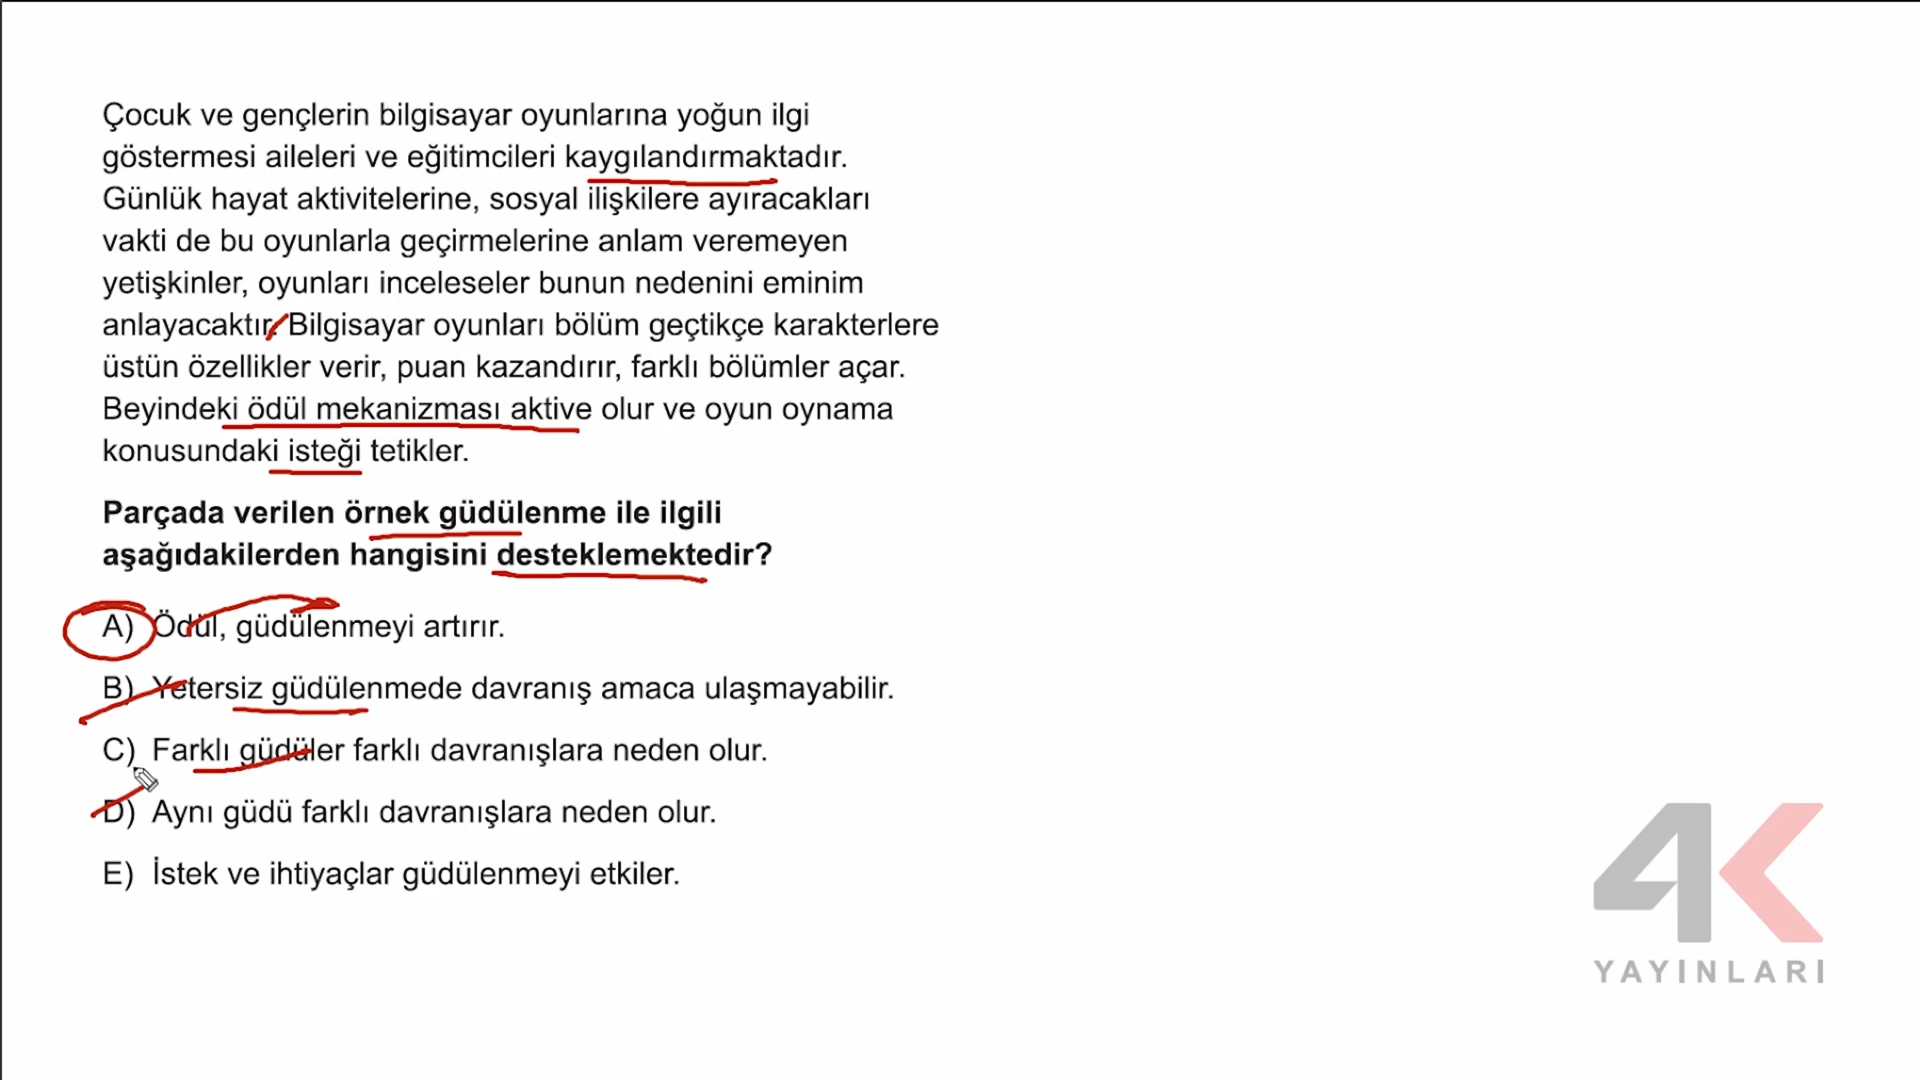 Çocuk ve gençlerin bilgisayar oyunlarına yoğun ilgi
göstermesi aileleri ve eğitimcileri kaygılandırmaktadır.
Günlük hayat aktivitelerine, sosyal ilişkilere ayıracakları
vakti de bu oyunlarla geçirmelerine anlam veremeyen
yetişkinler, oyunları inceleseler bunun nedenini eminim
anlayacaktır. Bilgisayar oyunları bölüm geçtikçe karakterlere
üstün özellikler verir, puan kazandırır, farklı bölümler açar.
Beyindeki ödül mekanizması aktive olur ve oyun oynama
konusundaki isteği tetikler.
Parçada verilen örnek güdülenme ile ilgili
aşağıdakilerden hangisini desteklemektedir?
A) Ödül, güdülenmeyi artırır.
B) Yetersiz güdülenmede davranış amaca ulaşmayabilir.
C) Farklı güdüler farklı davranışlara neden olur.
D) Aynı güdü farklı davranışlara neden olur.
E) İstek ve ihtiyaçlar güdülenmeyi etkiler.
4K
YAYINLARI